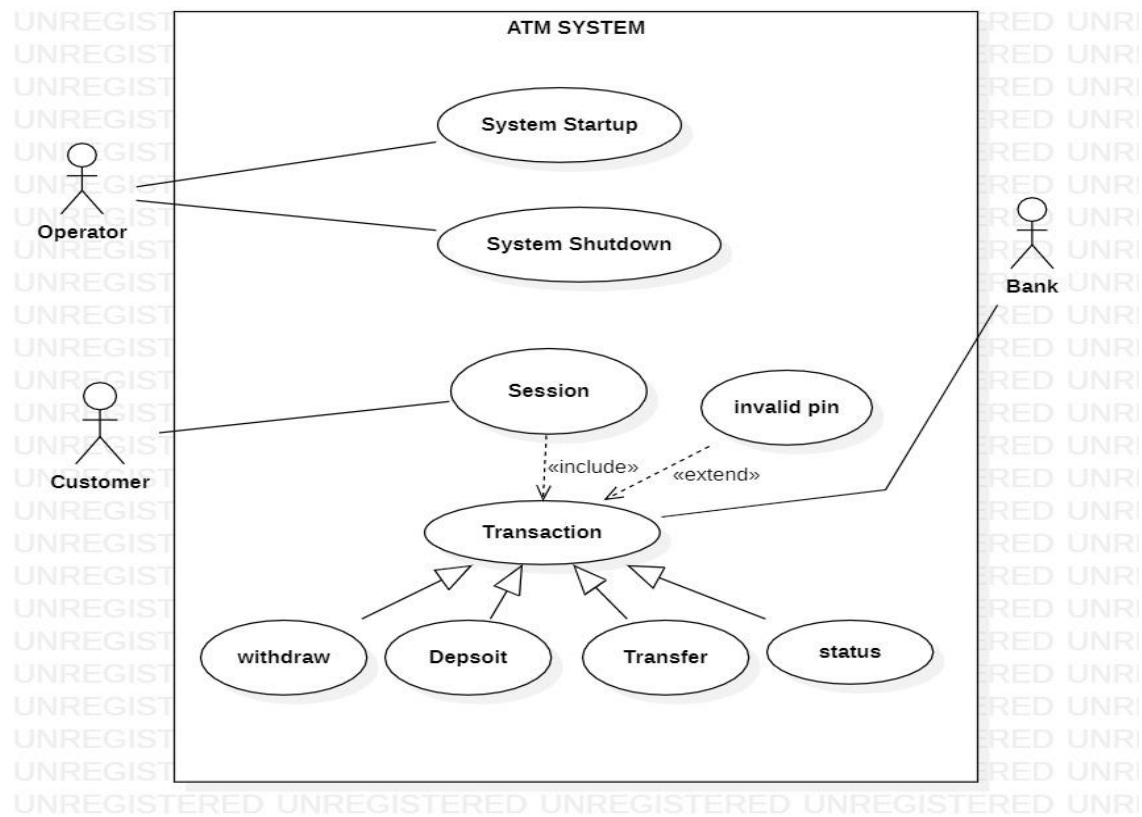 ATM SYSTEM
System Startup
Operator
System Shutdown
Bank
Session
invalid pin
Customer
«include»
«extend»
Transaction
withdraw
Depsoit
Transfer
status
UNREGISTERED UNREGISTERED UNREGISTERED UNREGISTERED UNRE